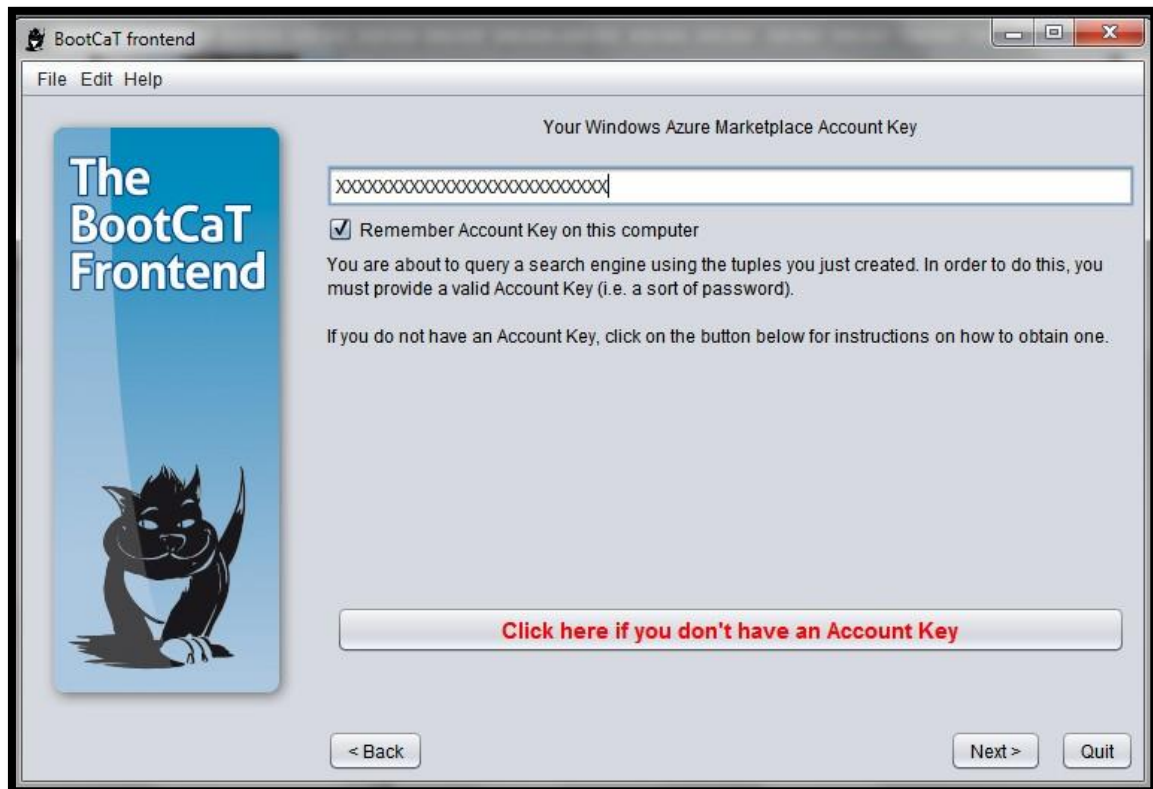 BootCaT frontend
File Edit Help
The
BootCaT
Frontend
Your Windows Azure Marketplace Account Key
XXXXXXXXXXXXXXXXXXXXXXXXXX
Remember Account Key on this computer
You are about to query a search engine using the tuples you just created. In order to do this, you
must provide a valid Account Key (i.e. a sort of password).
If you do not have an Account Key, click on the button below for instructions on how to obtain one.
Click here if you don't have an Account Key
< Back
Next >
Quit